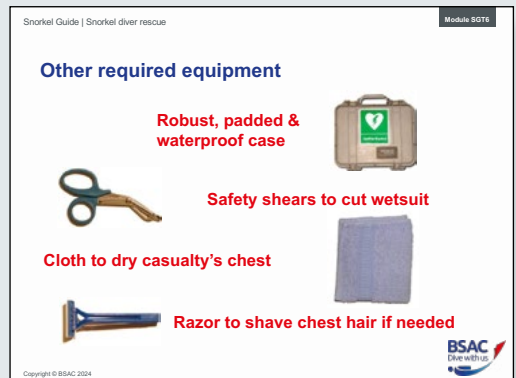 Snorkel Guide | Snorkel diver rescue
Module SGT6
Other required equipment
Robust, padded &
waterproof case
Safety shears to cut wetsuit
Cloth to dry casualty's chest
Razor to shave chest hair if needed
BSAC
Dive with us
Copyright © BSAC 2024